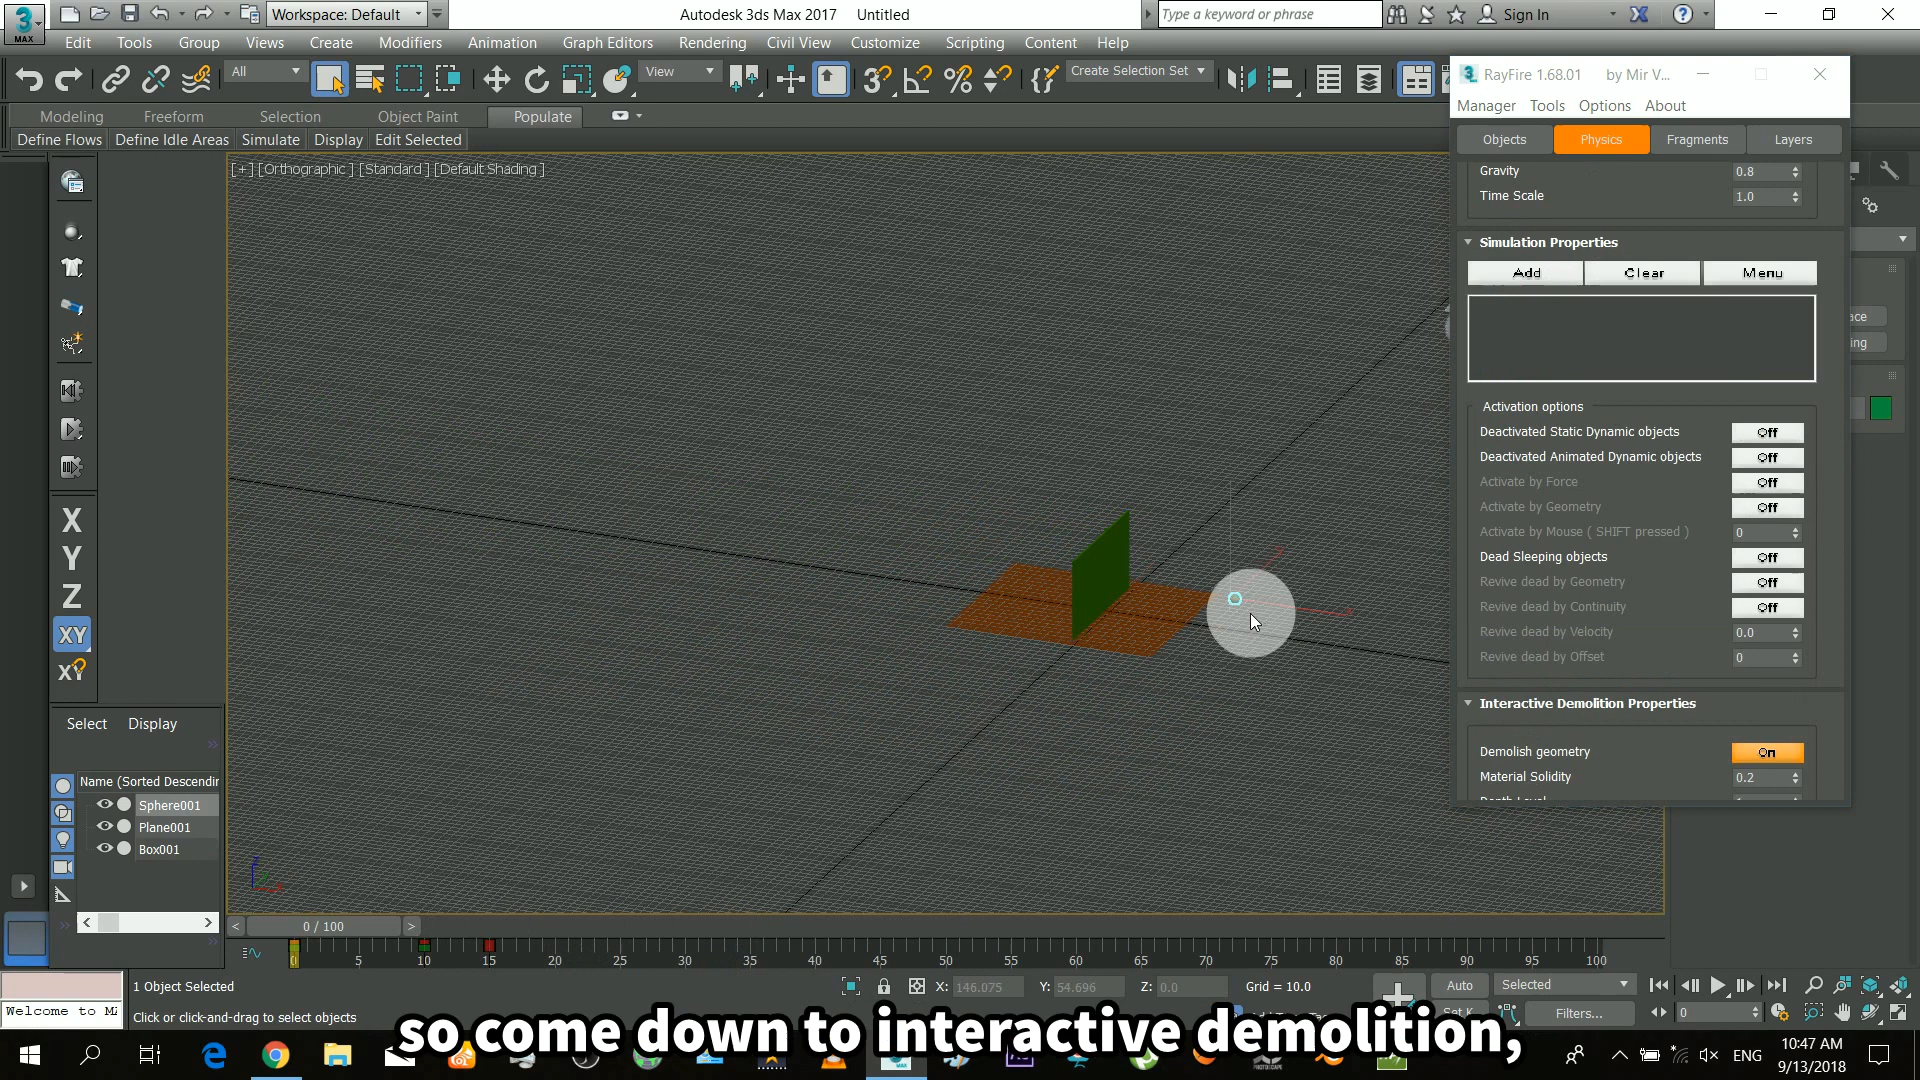 Workspace: Default
Autodesk 3ds Max 2017 Untitled
Type a keyword or phrase
Sign In
MAX
Edit Tools Group Views Create Modifiers Animation Graph Editors Rendering Civil View Customize Scripting Content Help
All
View
Create Selection Set
Modeling Freeform Selection Object Paint Populate
Define Flows Define Idle Areas Simulate Display Edit Selected
[+] [Orthographic ] [Standard ] [Default Shading ]
RayFire 1.68.01 by Mir V...
Manager Tools Options About
Objects Physics Fragments Layers
Gravity 0.8
Time Scale 1.0
Simulation Properties
Add Clear Menu
Activation options
Deactivated Static Dynamic objects Off
Deactivated Animated Dynamic objects Off
Activate by Force Off
Activate by Geometry Off
Activate by Mouse ( SHIFT pressed ) 0
Dead Sleeping objects Off
Revive dead by Geometry Off
Revive dead by Continuity Off
Revive dead by Velocity 0.0
Revive dead by Offset 0
Interactive Demolition Properties
Demolish geometry On
Material Solidity 0.2
X
Y
Z
XY
XY
Select Display
Name (Sorted Descendin
Sphere001
Plane001
Box001
0 / 100
0 5 10 15 20 25 30 35 40 45 50 55 60 65 70 75 80 85 90 95 100
1 Object Selected
X: 146.075 Y: 54.696 Z: 0.0 Grid = 10.0
Auto Selected
Welcome to MA
Click or click-and-drag to select objects
Filters...
0
so come down to interactive demolition,
ENG
10:47 AM
9/13/2018